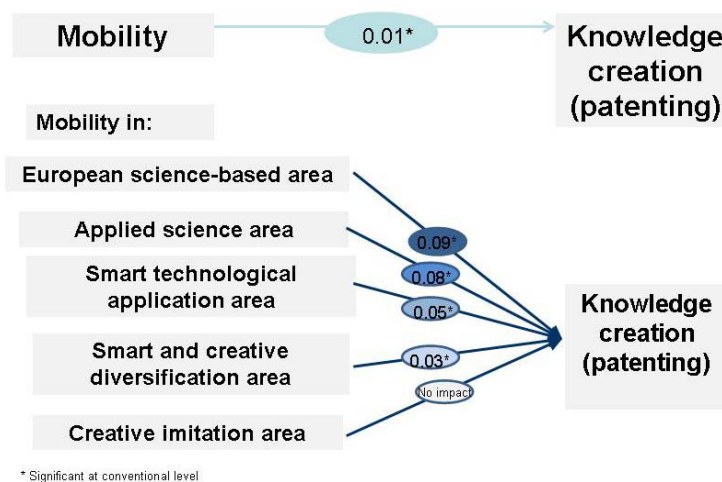 Mobility
0.01*
Knowledge
creation
(patenting)
Mobility in:
European science-based area
0.09*
Applied science area
0.08*
Smart technological
application area
0.05*
Smart and creative
diversification area
0.03*
Creative imitation area
No impact
Knowledge
creation
(patenting)
* Significant at conventional level